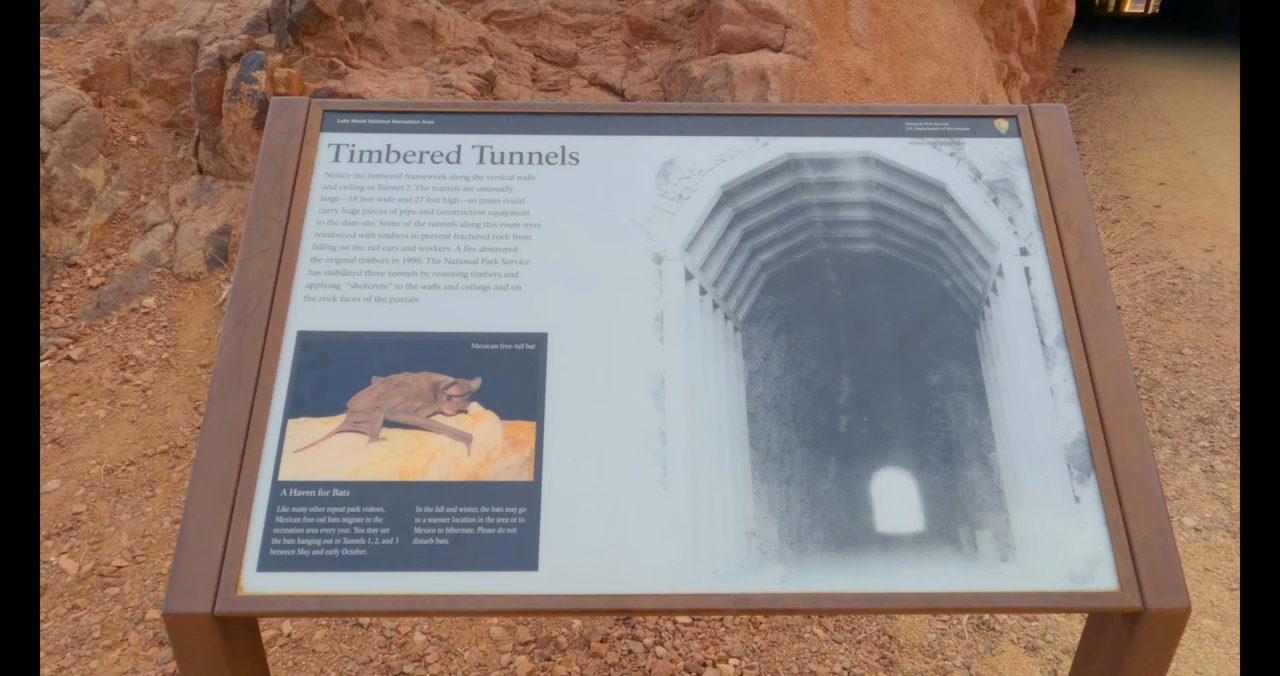 Lake Mead National Recreation Area
National Park Service
U.S. Department of the Interior
Timbered Tunnels
Notice the timbered framework along the vertical walls
and ceiling in Tunnel 2. The tunnels are unusually
large—18 feet wide and 27 feet high—so trains could
carry huge pieces of pipe and construction equipment
to the dam site. Some of the tunnels along this route were
reinforced with timbers to prevent fractured rock from
falling on the rail cars and workers. A fire destroyed
the original timbers in 1990. The National Park Service
has stabilized three tunnels by restoring timbers and
applying "shotcrete" to the walls and ceilings and on
the rock faces of the portals.
Mexican free-tail bat
A Haven for Bats
Like many other repeat park visitors,
Mexican free-tail bats migrate to the
recreation area every year. You may see
the bats hanging out in Tunnels 1, 2, and 3
between May and early October.
In the fall and winter, the bats may go
to a warmer location in the area or to
Mexico to hibernate. Please do not
disturb bats.